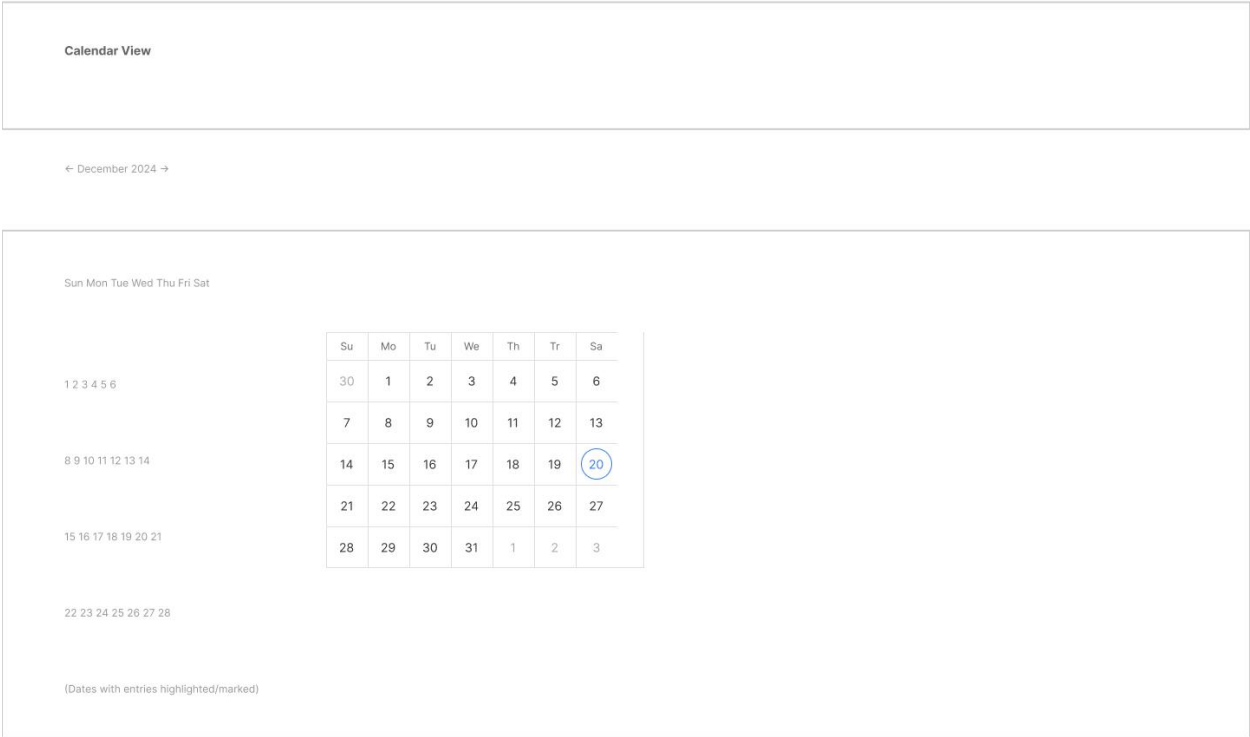 Calendar View
← December 2024 →
Sun Mon Tue Wed Thu Fri Sat
1 2 3 4 5 6
8 9 10 11 12 13 14
15 16 17 18 19 20 21
22 23 24 25 26 27 28
(Dates with entries highlighted/marked)
Su Mo Tu We Th Tr Sa
30 1 2 3 4 5 6
7 8 9 10 11 12 13
14 15 16 17 18 19 20
21 22 23 24 25 26 27
28 29 30 31 1 2 3